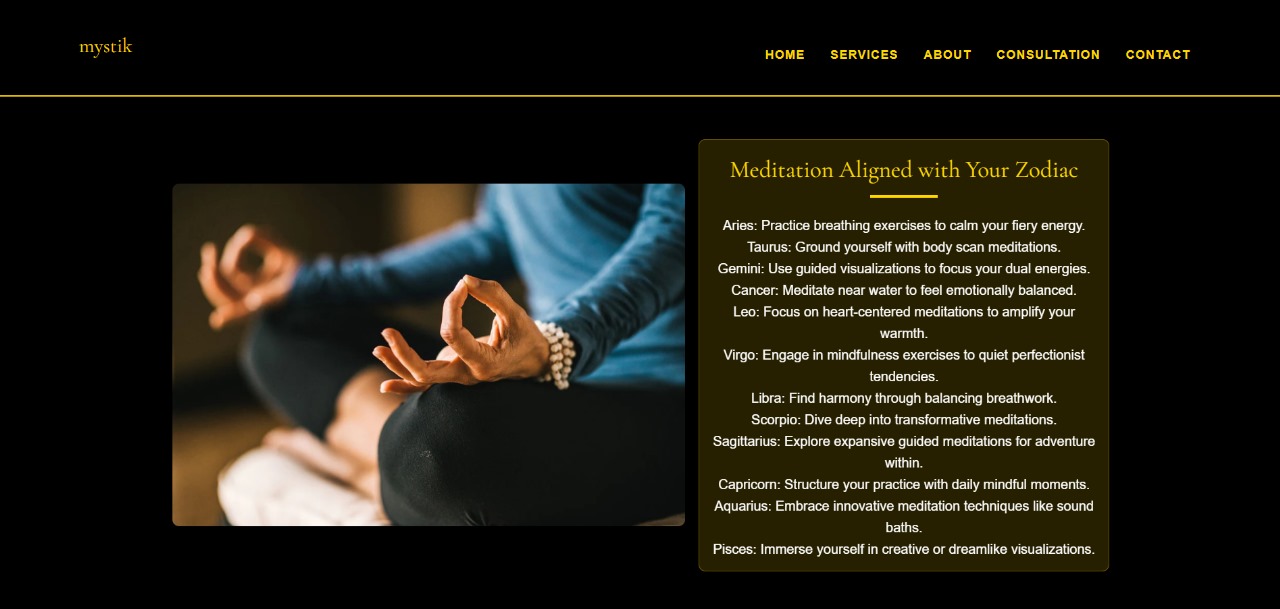 mystik
HOME SERVICES ABOUT CONSULTATION CONTACT
Meditation Aligned with Your Zodiac
Aries: Practice breathing exercises to calm your fiery energy.
Taurus: Ground yourself with body scan meditations.
Gemini: Use guided visualizations to focus your dual energies.
Cancer: Meditate near water to feel emotionally balanced.
Leo: Focus on heart-centered meditations to amplify your
warmth.
Virgo: Engage in mindfulness exercises to quiet perfectionist
tendencies.
Libra: Find harmony through balancing breathwork.
Scorpio: Dive deep into transformative meditations.
Sagittarius: Explore expansive guided meditations for adventure
within.
Capricorn: Structure your practice with daily mindful moments.
Aquarius: Embrace innovative meditation techniques like sound
baths.
Pisces: Immerse yourself in creative or dreamlike visualizations.